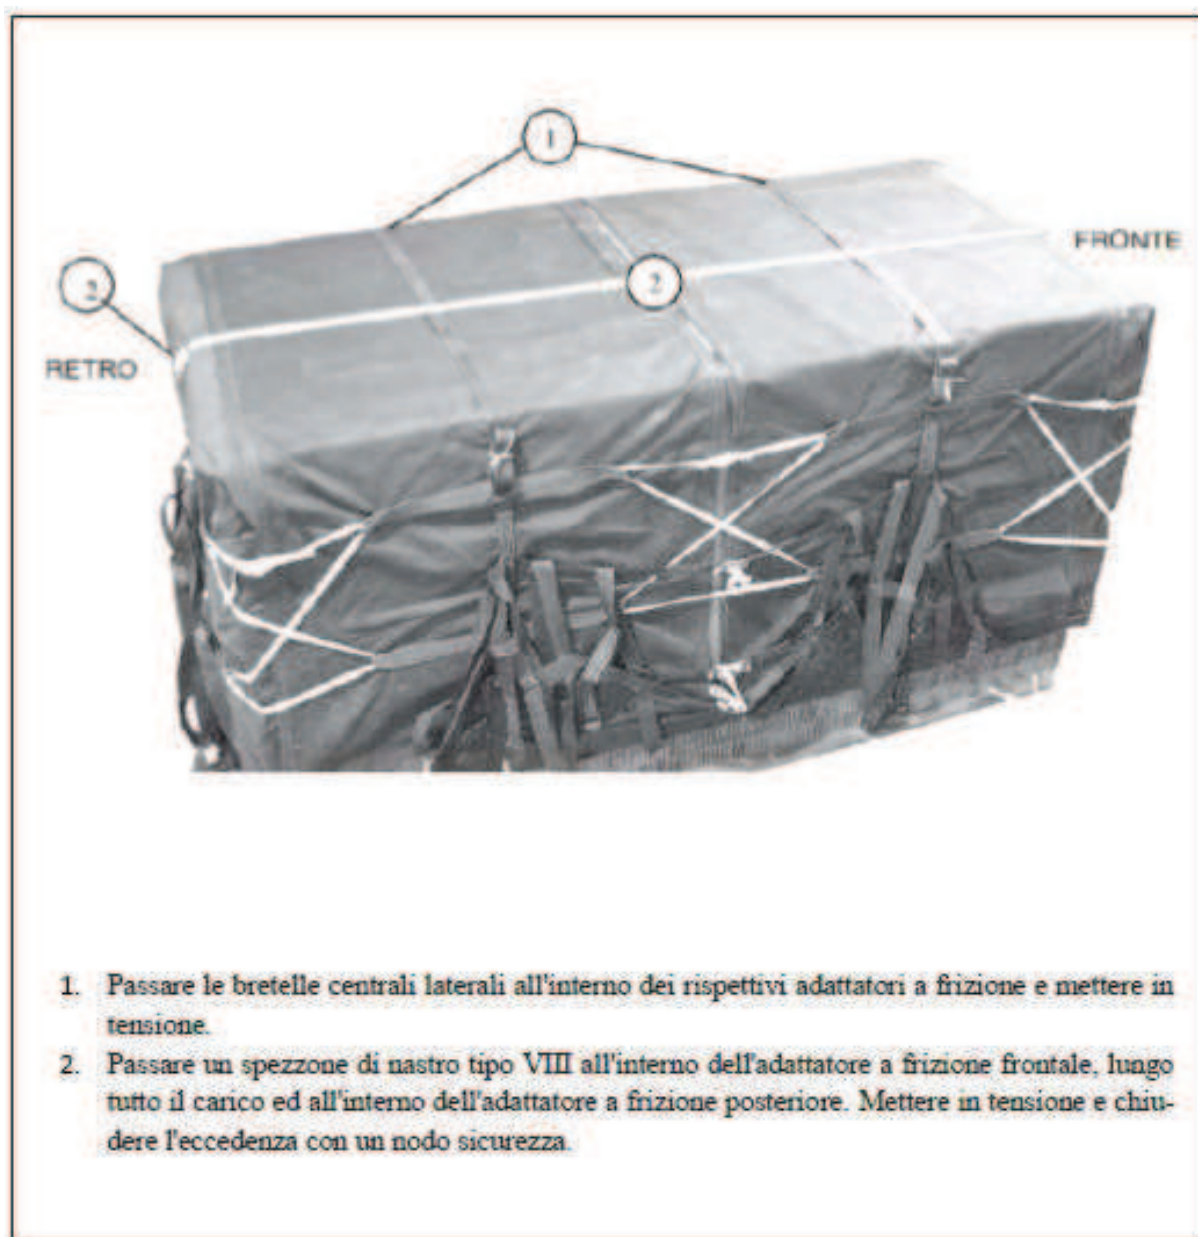 1
2
FRONTE
2
RETRO
1. Passare le bretelle centrali laterali all'interno dei rispettivi adattatori a frizione e mettere in
tensione.
2. Passare un spezzone di nastro tipo VIII all'interno dell'adattatore a frizione frontale, lungo
tutto il carico ed all'interno dell'adattatore a frizione posteriore. Mettere in tensione e chiu-
dere l'eccedenza con un nodo sicurezza.